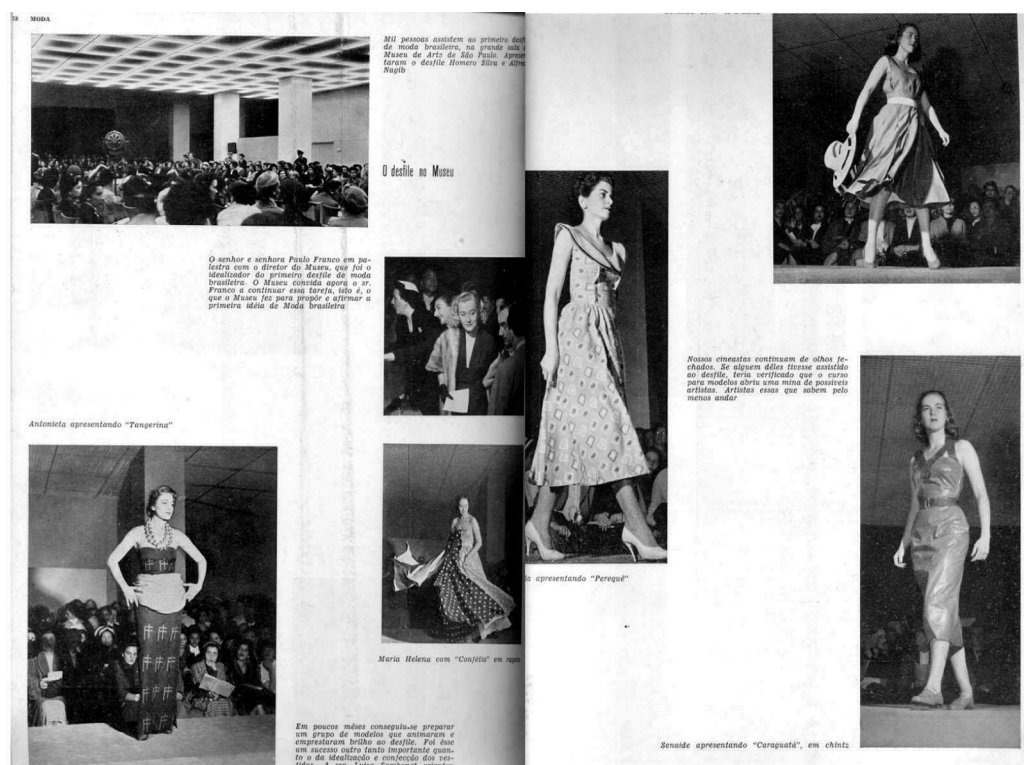 78 MODA
Mil pessoas assistem ao primeiro desfi
de moda brasileira, na grande sala
Museu de Arte de São Paulo. Apresen
taram o desfile Homero Silva e Alfre
Nagib
O desfile no Museu
O senhor e senhora Paulo Franco em pa-
lestra com o diretor do Museu, que foi o
idealizador do primeiro desfile de moda
brasileira. O Museu convida agora o sr.
Franco a continuar essa tarefa, isto é, o
que o Museu fez para propôr e afirmar a
primeira idéia de Moda brasileira
Antonieta apresentando "Tangerina"
Maria Helena com "Confétis" em
Em poucos mêses conseguiu-se preparar
um grupo de modelos que animaram e
emprestaram brilho ao desfile. Foi êsse
um sucesso outro tanto importante quan-
to o da idealização e confecção dos ves-
Nossos cineastas continuam de olhos fe-
chados. Se alguem dêles tivesse assistido
ao desfile, teria verificado que o curso
para modelos abriu uma mina de possíveis
artistas. Artistas essas que sabem pelo
menos andar
la apresentando "Perequê"
Senaide apresentando "Caraguatá", em chintz